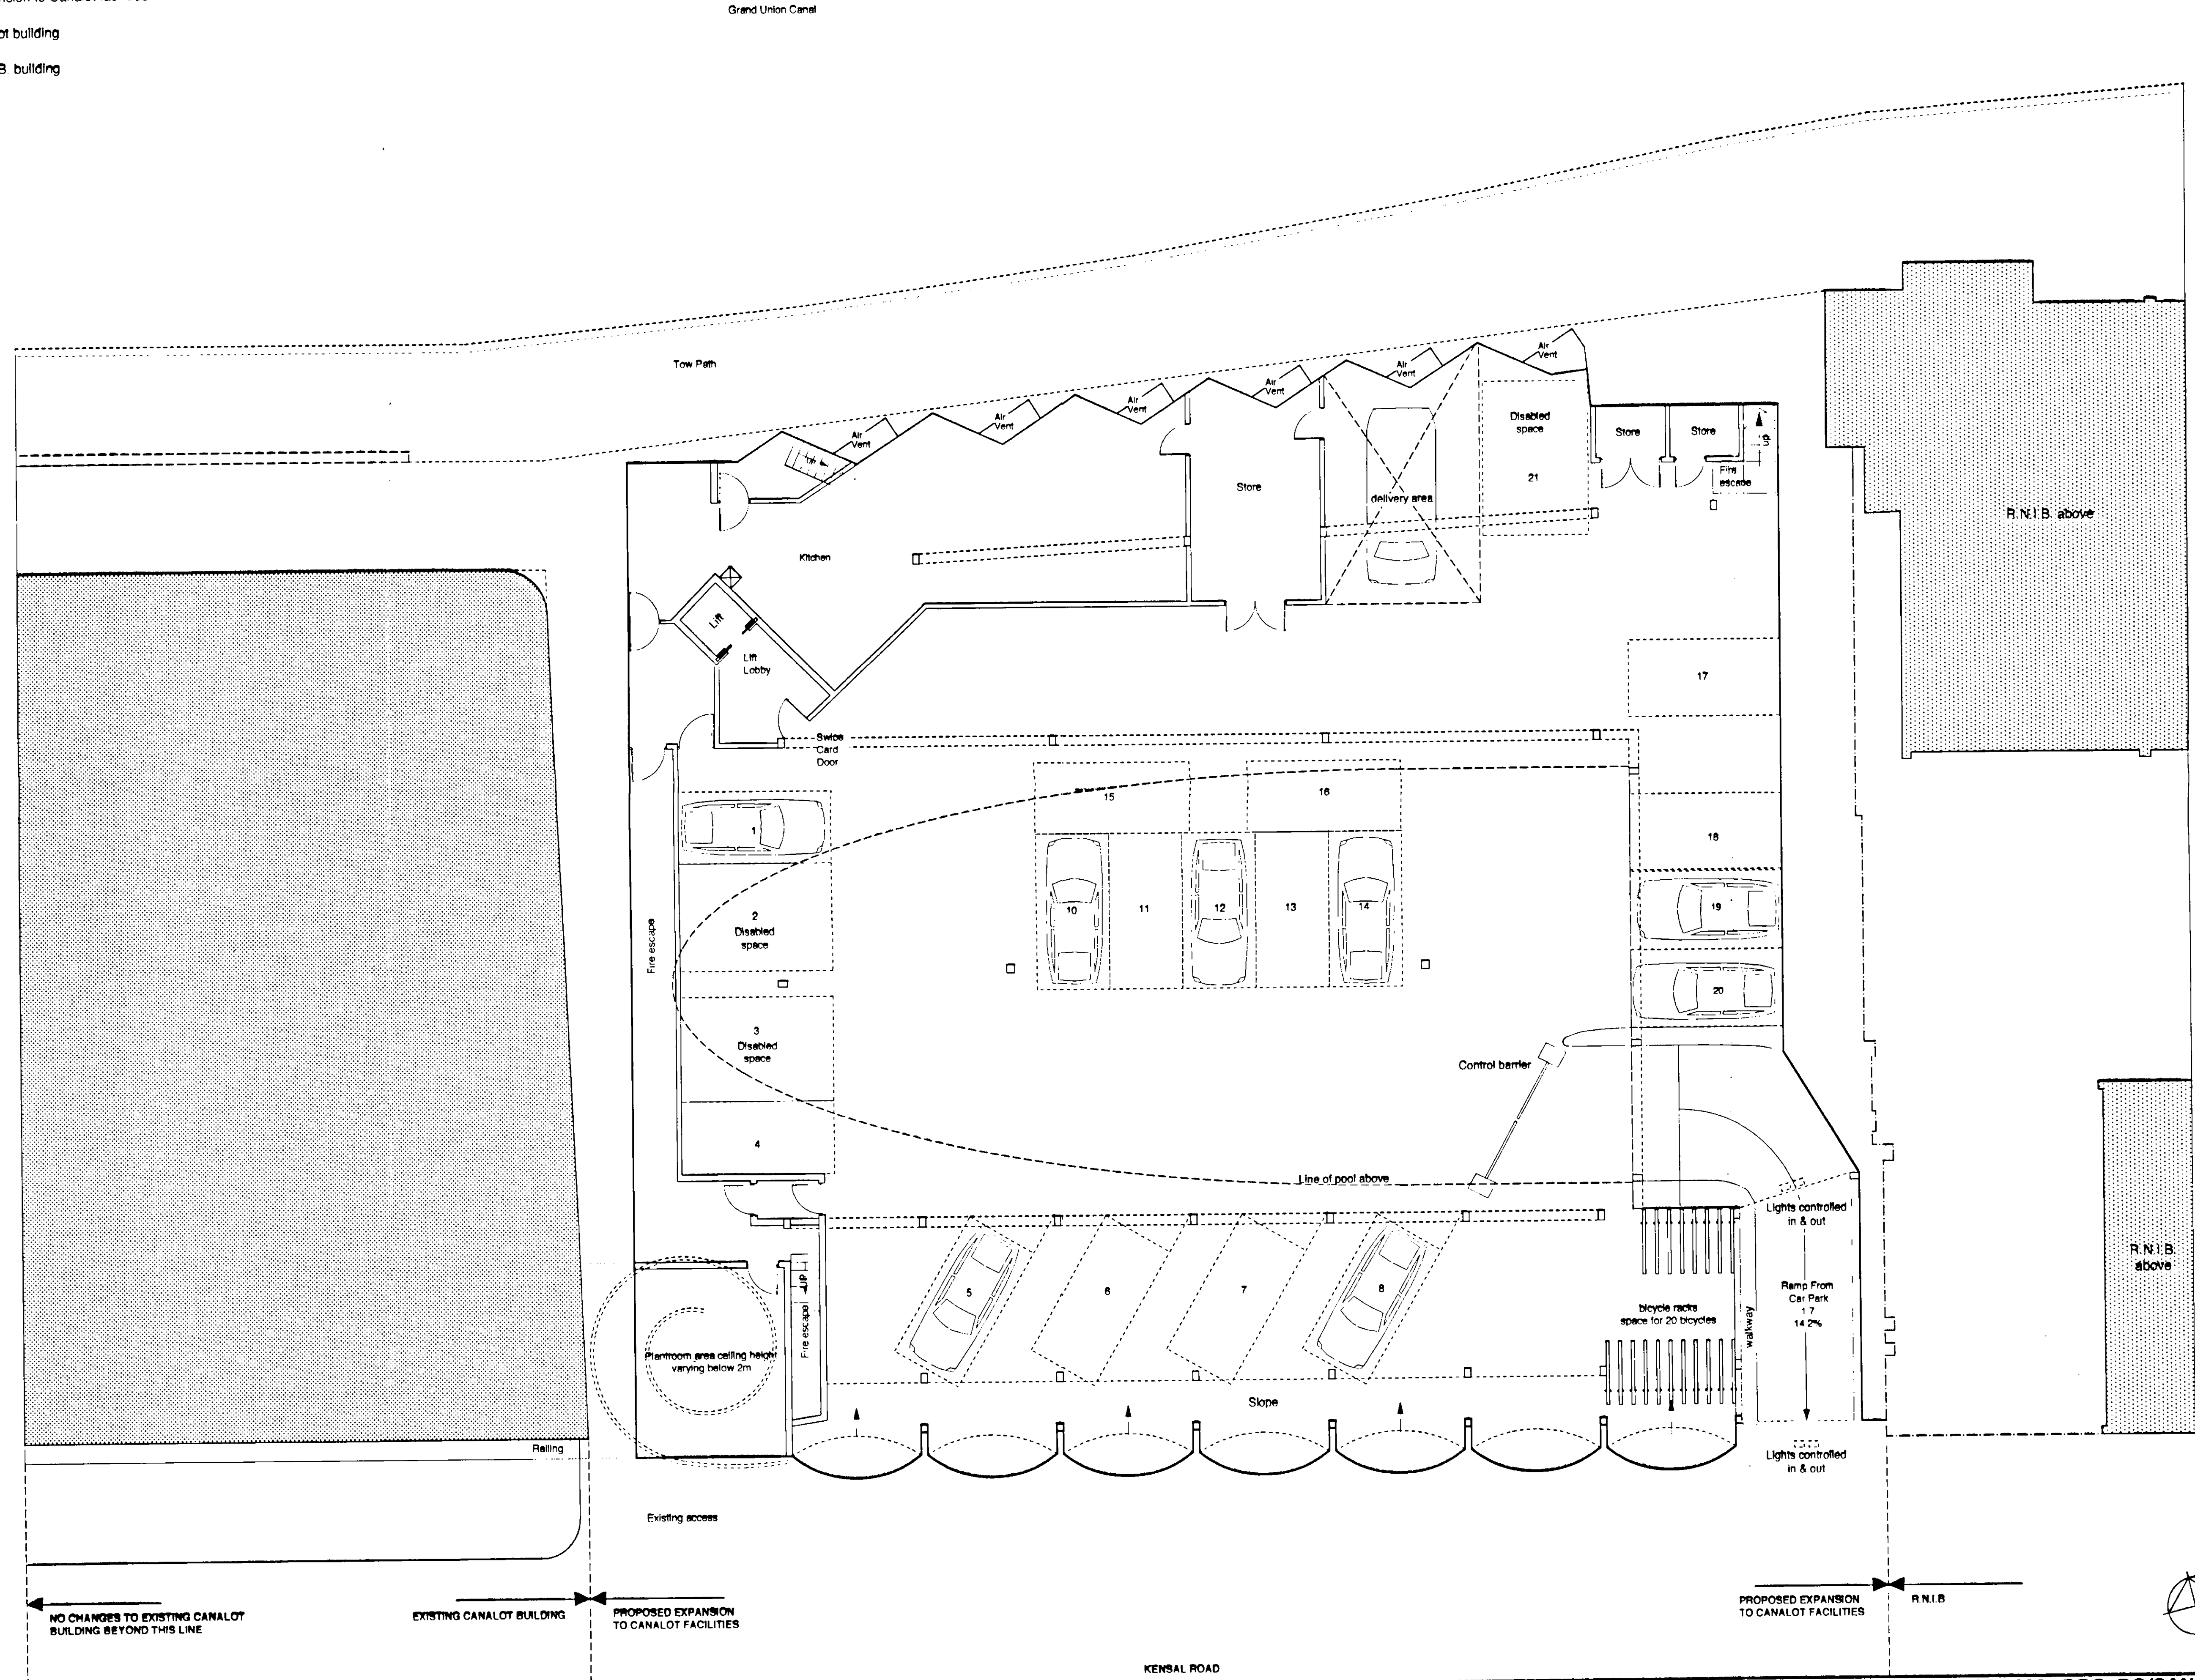 Grand Union Canal
building
building
Tow Path
Air
Vent
Air
Vent
Air
Vent
Air
Vent
Air
Vent
Air
Vent
Disabled
space
21
Store
Store
UP
Fire
escape
UP
Store
delivery area
R.N.I.B. above
Kitchen
Lift
Lift
Lobby
17
Swipe
Card
Door
15
16
1
18
2
Disabled
space
10
11
12
13
14
19
Fire escape
20
3
Disabled
space
Control barrier
4
Line of pool above
Lights controlled
in & out
R.N.I.B.
above
5
6
7
8
UP
Fire escape
Ramp From
Car Park
1 7
14.2%
bicycle racks
space for 20 bicycles
walkway
Plantroom area ceiling height
varying below 2m
Slope
Railing
Lights controlled
in & out
Existing access
NO CHANGES TO EXISTING CANALOT
BUILDING BEYOND THIS LINE
EXISTING CANALOT BUILDING
PROPOSED EXPANSION
TO CANALOT FACILITIES
PROPOSED EXPANSION
TO CANALOT FACILITIES
R.N.I.B
KENSAL ROAD